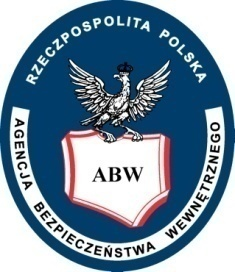 RZECZPOSPOLITA POLSKA
ABW
AGENCJA BEZPIECZEŃSTWA WEWNĘTRZNEGO